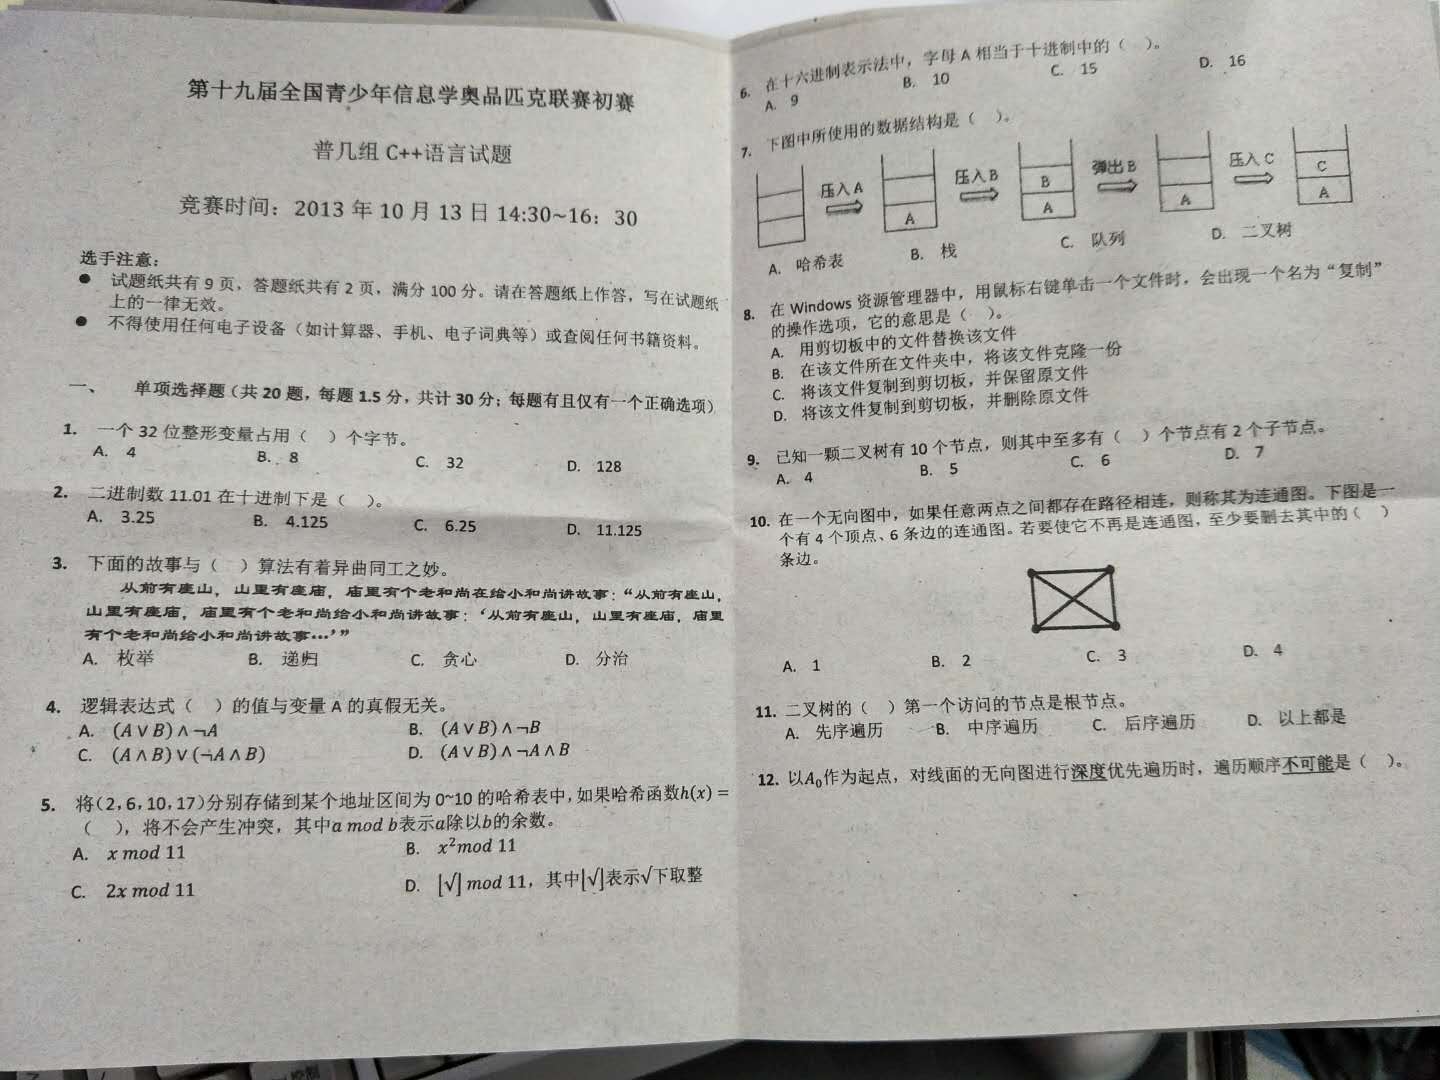 第十九届全国青少年信息学奥品匹克联赛初赛
普几组 C++语言试题
竞赛时间：2013 年 10 月 13 日 14:30~16：30
选手注意：
● 试题纸共有 9 页，答题纸共有 2 页，满分 100 分。请在答题纸上作答，写在试题纸
上的一律无效。
● 不得使用任何电子设备（如计算器、手机、电子词典等）或查阅任何书籍资料。
一、 单项选择题（共 20 题，每题 1.5 分，共计 30 分；每题有且仅有一个正确选项）
1. 一个 32 位整形变量占用（ ）个字节。
A. 4 B. 8 C. 32 D. 128
2. 二进制数 11.01 在十进制下是（ ）。
A. 3.25 B. 4.125 C. 6.25 D. 11.125
3. 下面的故事与（ ）算法有着异曲同工之妙。
从前有座山，山里有座庙，庙里有个老和尚在给小和尚讲故事：“从前有座山，
山里有座庙，庙里有个老和尚给小和尚讲故事：‘从前有座山，山里有座庙，庙里
有个老和尚给小和尚讲故事…’”
A. 枚举 B. 递归 C. 贪心 D. 分治
4. 逻辑表达式（ ）的值与变量 A 的真假无关。
A. (A ∨ B) ∧ ¬A B. (A ∨ B) ∧ ¬B
C. (A ∧ B) ∨ (¬A ∧ B) D. (A ∨ B) ∧ ¬A ∧ B
5. 将(2, 6, 10, 17)分别存储到某个地址区间为 0~10 的哈希表中，如果哈希函数h(x) =
（ ），将不会产生冲突，其中a mod b表示a除以b的余数。
A. x mod 11 B. x²mod 11
C. 2x mod 11 D. ⌊√⌋ mod 11，其中⌊√⌋表示√下取整
6. 在十六进制表示法中，字母 A 相当于十进制中的（ ）。
A. 9 B. 10 C. 15 D. 16
7. 下图中所使用的数据结构是（ ）。
压入 A 压入 B 弹出 B 压入 C
B C
A A A A
A. 哈希表 B. 栈 C. 队列 D. 二叉树
8. 在 Windows 资源管理器中，用鼠标右键单击一个文件时，会出现一个名为“复制”
的操作选项，它的意思是（ ）。
A. 用剪切板中的文件替换该文件
B. 在该文件所在文件夹中，将该文件克隆一份
C. 将该文件复制到剪切板，并保留原文件
D. 将该文件复制到剪切板，并删除原文件
9. 已知一颗二叉树有 10 个节点，则其中至多有（ ）个节点有 2 个子节点。
A. 4 B. 5 C. 6 D. 7
10. 在一个无向图中，如果任意两点之间都存在路径相连，则称其为连通图。下图是一
个有 4 个顶点、6 条边的连通图。若要使它不再是连通图，至少要删去其中的（ ）
条边。
A. 1 B. 2 C. 3 D. 4
11. 二叉树的（ ）第一个访问的节点是根节点。
A. 先序遍历 B. 中序遍历 C. 后序遍历 D. 以上都是
12. 以A₀作为起点，对线面的无向图进行深度优先遍历时，遍历顺序不可能是（ ）。